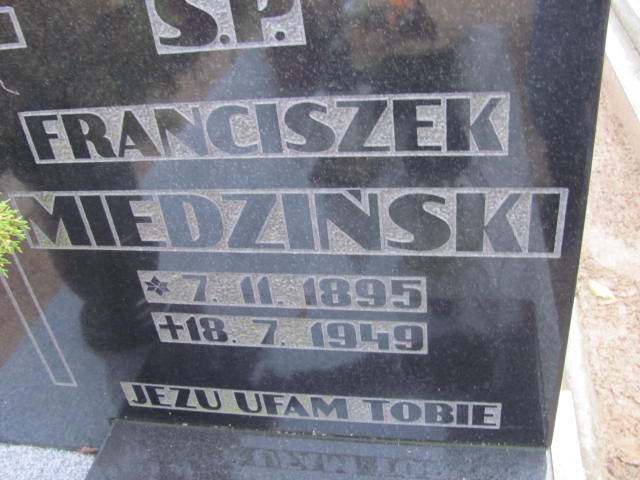 Ś.P.
FRANCISZEK
MIEDZIŃSKI
* 7. 11. 1895
+18. 7. 1949
JEZU UFAM TOBIE